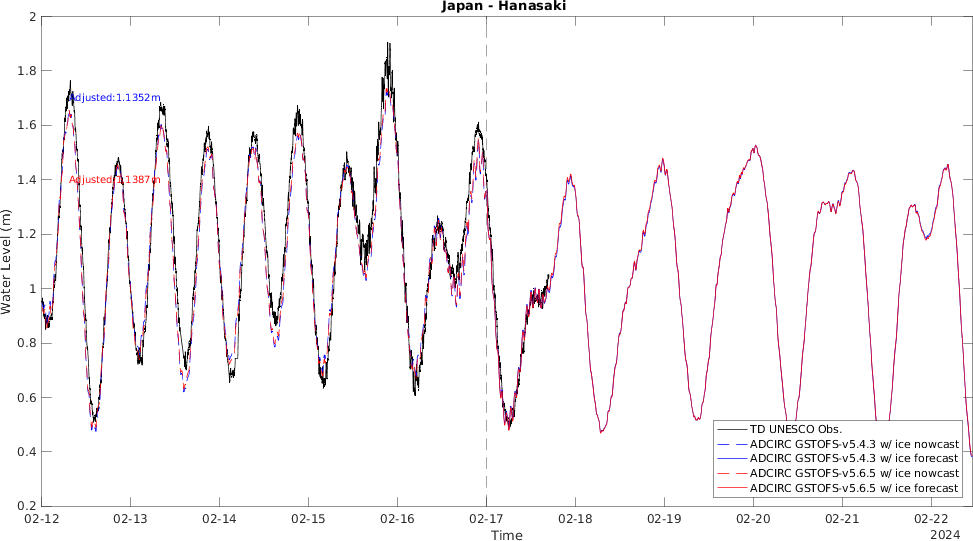 Japan - Hanasaki
2
1.8
1.6
1.4
1.2
1
0.8
0.6
0.4
0.2
Water Level (m)
Adjusted:1.1352m
Adjusted:1.1387m
TD UNESCO Obs.
ADCIRC GSTOFS-v5.4.3 w/ ice nowcast
ADCIRC GSTOFS-v5.4.3 w/ ice forecast
ADCIRC GSTOFS-v5.6.5 w/ ice nowcast
ADCIRC GSTOFS-v5.6.5 w/ ice forecast
02-12 02-13 02-14 02-15 02-16 02-17 02-18 02-19 02-20 02-21 02-22
Time
2024